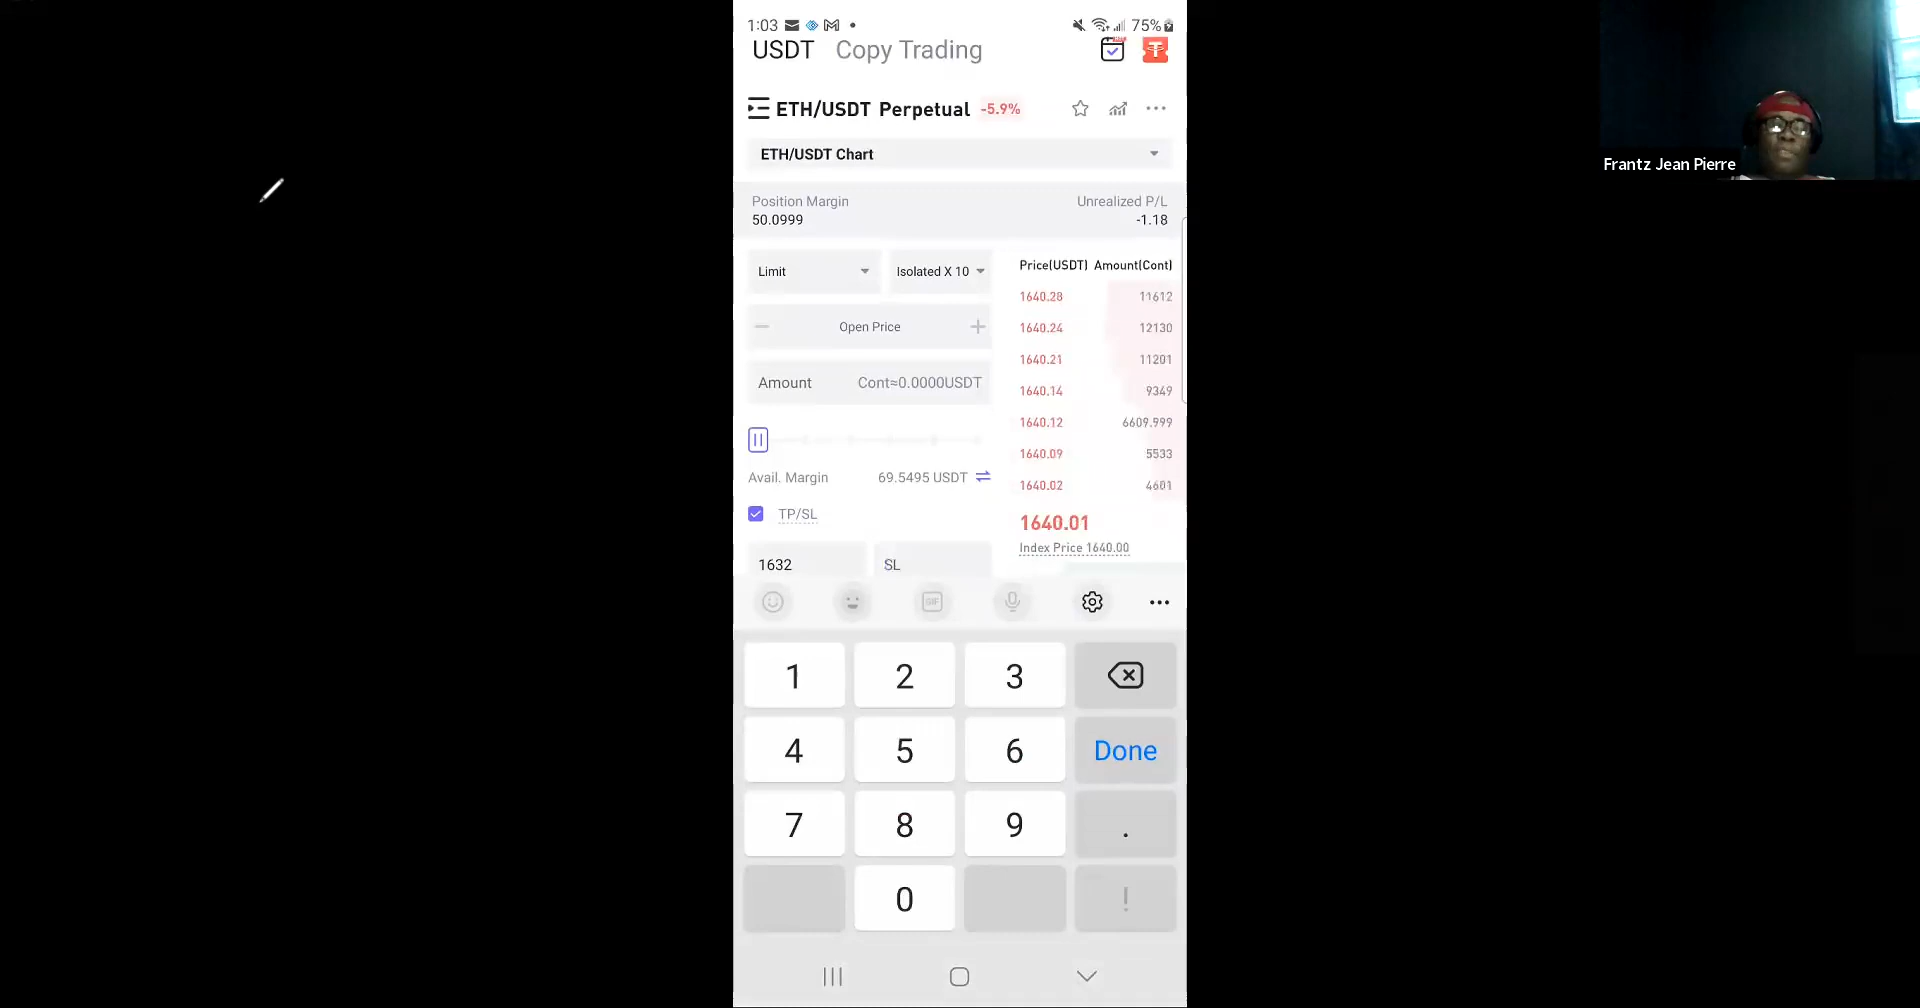 1:03 75%
USDT Copy Trading
ETH/USDT Perpetual -5.9%
ETH/USDT Chart
Position Margin Unrealized P/L
50.0999 -1.18
Limit Isolated X 10
Price(USDT) Amount(Cont)
1640.28 11612
Open Price
1640.24 12130
1640.21 11201
Amount Cont≈0.0000USDT
1640.14 9349
1640.12 6609.999
1640.09 5533
Avail. Margin 69.5495 USDT
1640.02 4601
TP/SL
1640.01
Index Price 1640.00
1632 SL
GIF
1 2 3
4 5 6 Done
7 8 9 .
0 !
Frantz Jean Pierre